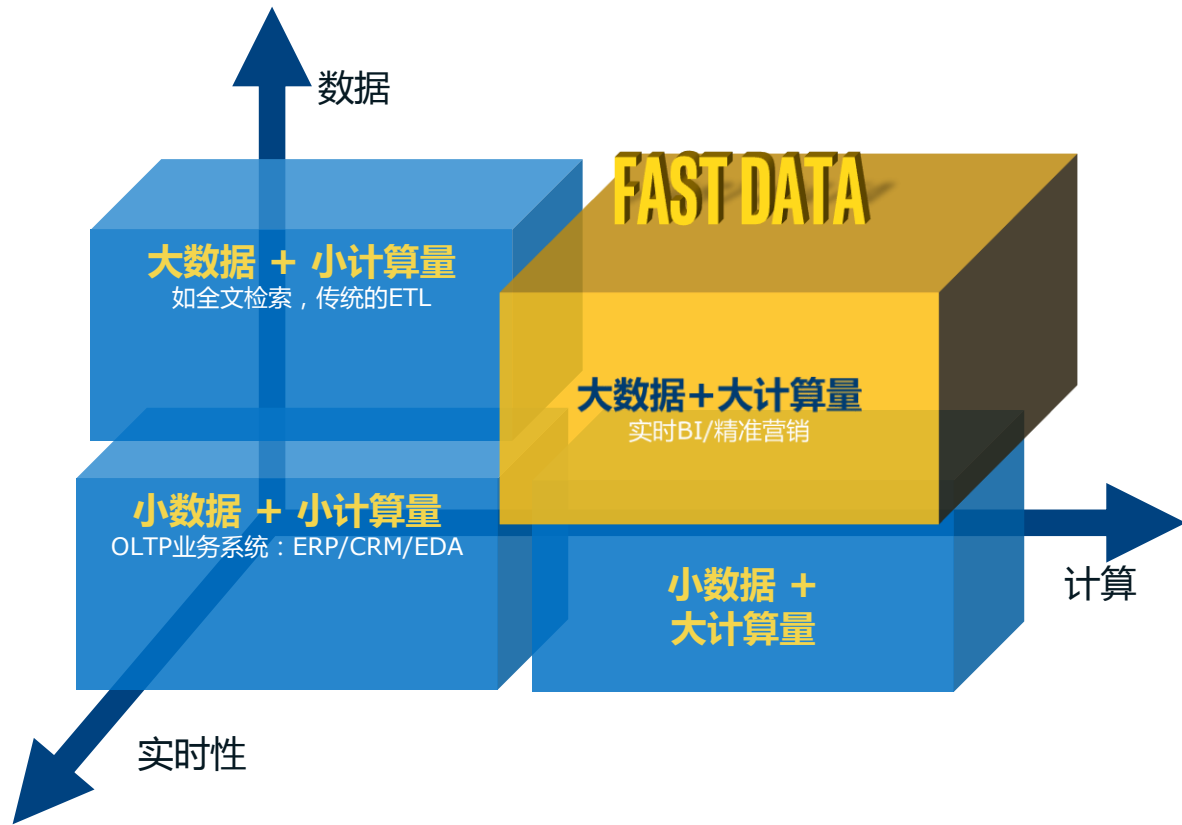 数据
FAST DATA
大数据 + 小计算量
如全文检索，传统的ETL
大数据+大计算量
实时BI/精准营销
小数据 + 小计算量
OLTP业务系统：ERP/CRM/EDA
小数据 +
大计算量
计算
实时性